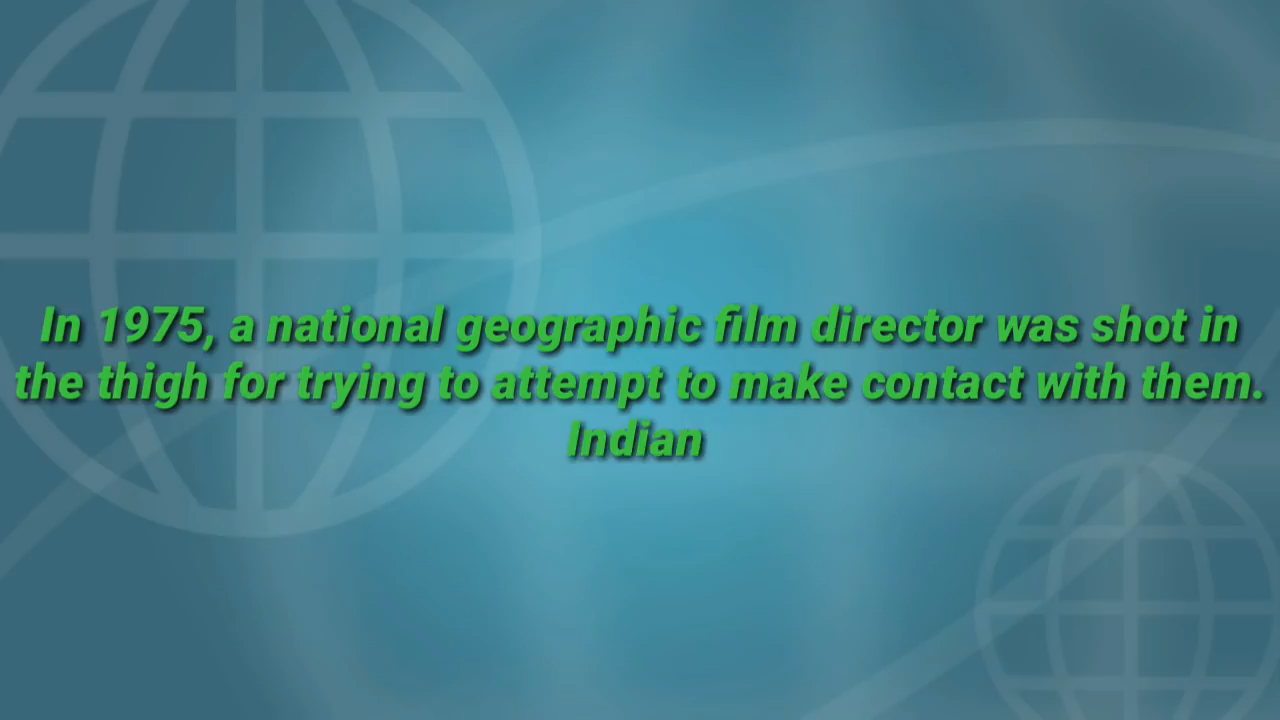 In 1975, a national geographic film director was shot in
the thigh for trying to attempt to make contact with them.
Indian